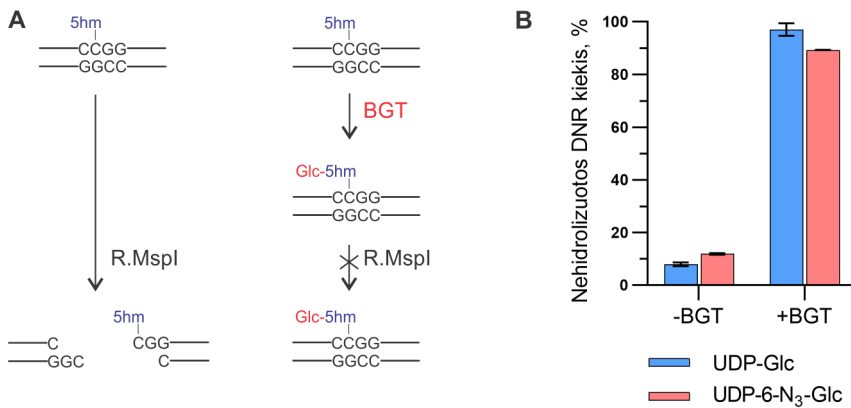 A
5hm
CCGG
GGCC
R.MspI
5hm
C
CGG
GGC
C
5hm
CCGG
GGCC
BGT
Glc-5hm
CCGG
GGCC
R.MspI
Glc-5hm
CCGG
GGCC
B
Nehidrolizuotos DNR kiekis, %
100
80
60
40
20
0
-BGT
+BGT
UDP-Glc
UDP-6-N₃-Glc